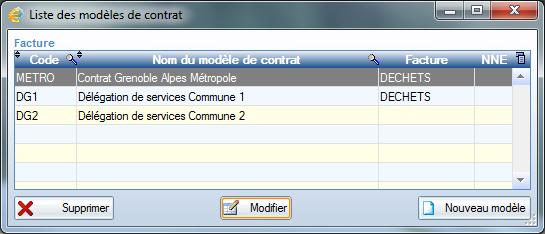 Liste des modèles de contrat
Facture
Code Nom du modèle de contrat Facture NNE
METRO Contrat Grenoble Alpes Métropole DECHETS
DG1 Délégation de services Commune 1 DECHETS
DG2 Délégation de services Commune 2
Supprimer Modifier Nouveau modèle